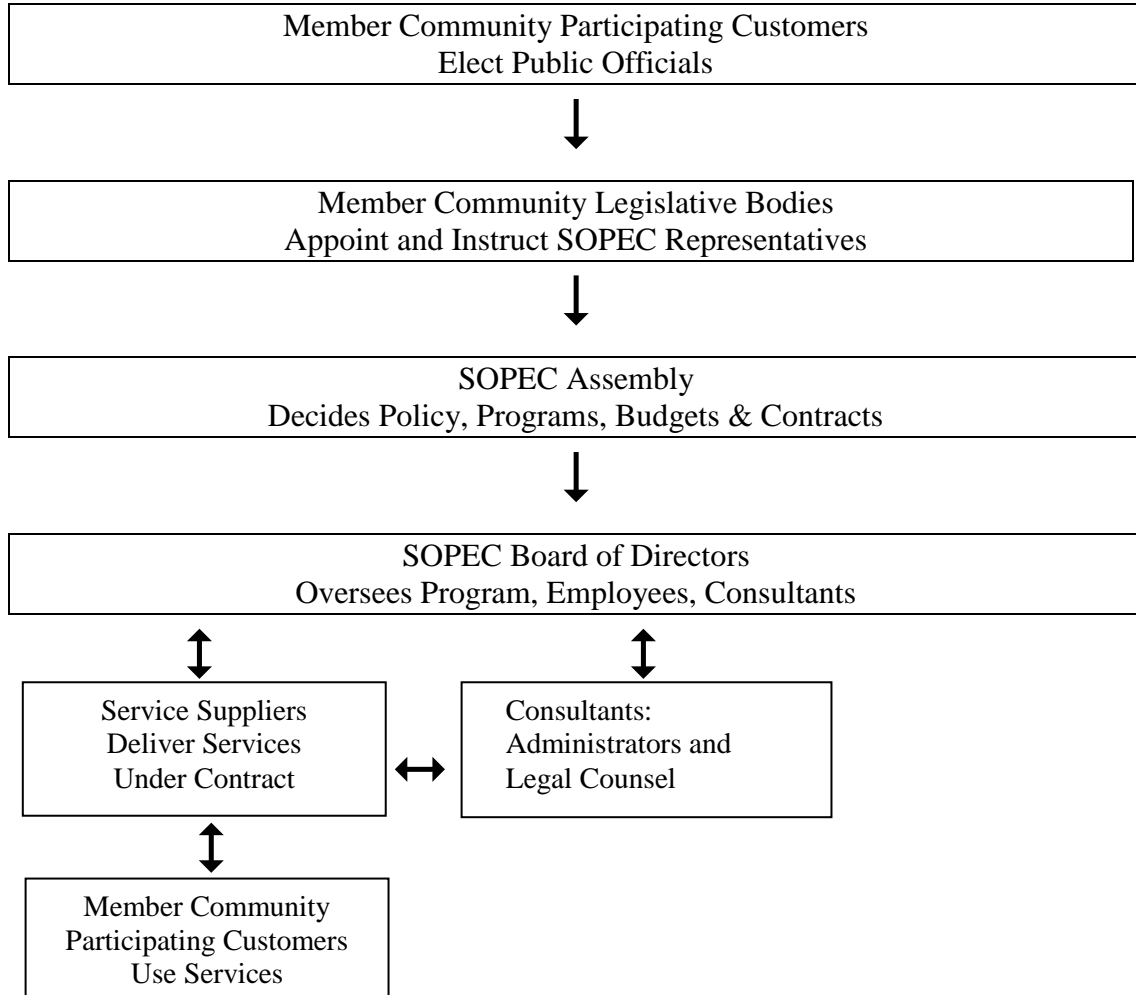 Member Community Participating Customers
Elect Public Officials
Member Community Legislative Bodies
Appoint and Instruct SOPEC Representatives
SOPEC Assembly
Decides Policy, Programs, Budgets & Contracts
SOPEC Board of Directors
Oversees Program, Employees, Consultants
Service Suppliers
Deliver Services
Under Contract
Consultants:
Administrators and
Legal Counsel
Member Community
Participating Customers
Use Services